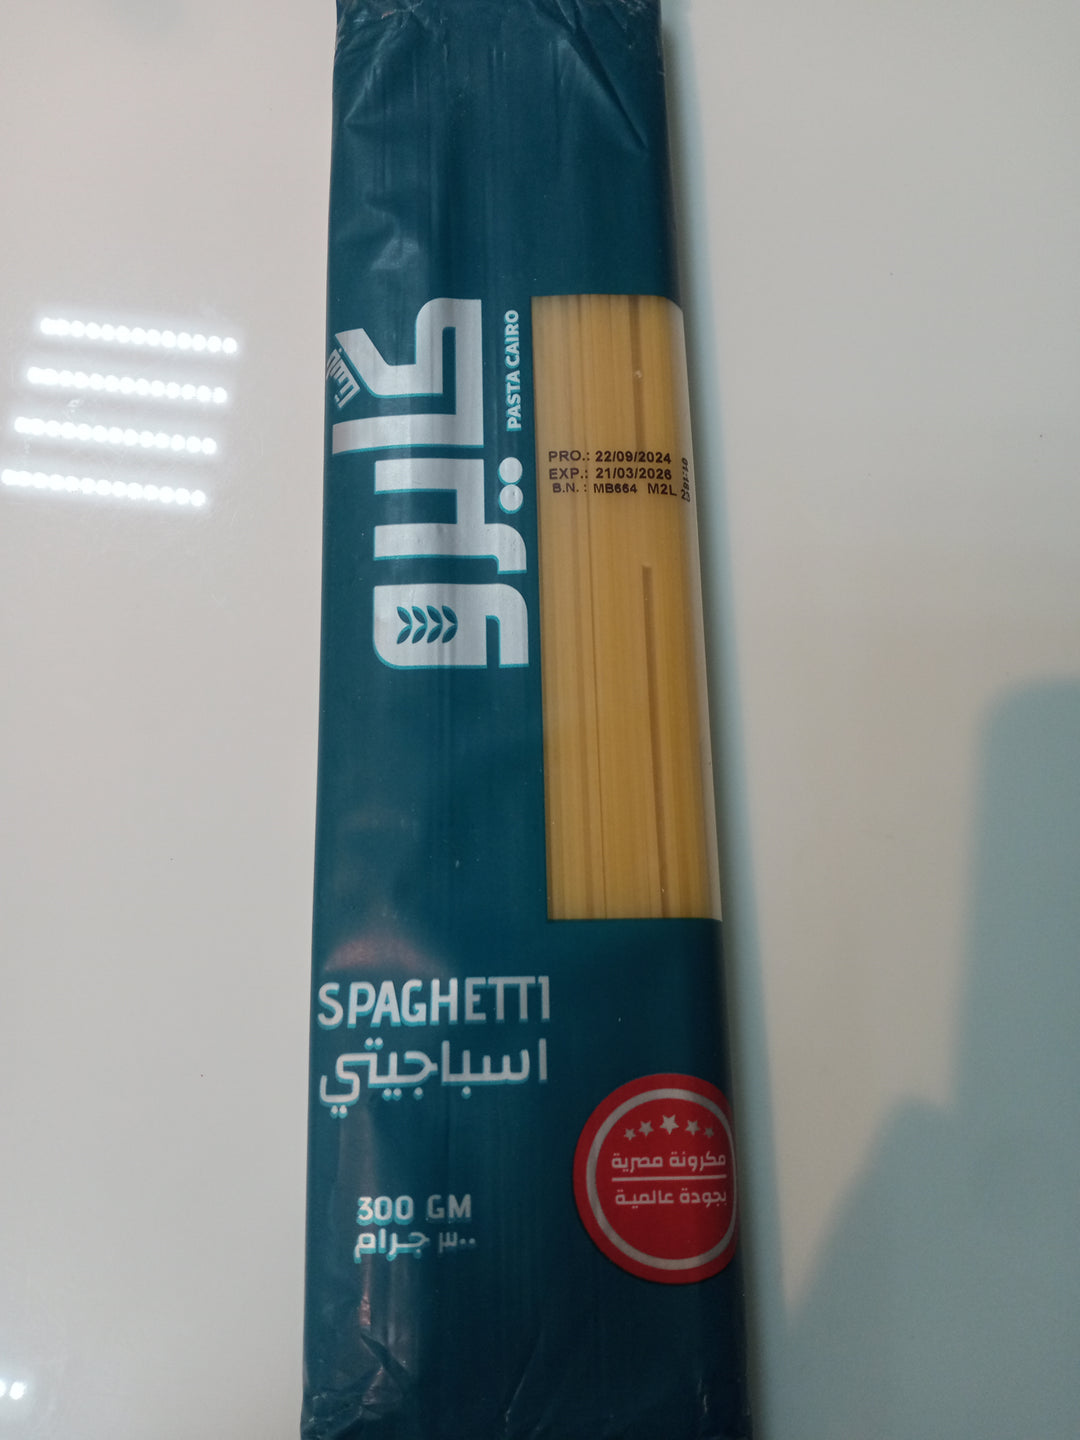 باستا
كايرو
PASTA CAIRO
PRO.: 22/09/2024
EXP.: 21/03/2026
B.N. : MB664 M2L
SPAGHETTI
اسباجيتي
مكرونة مصرية
بجودة عالمية
300 GM
٣٠٠ جرام